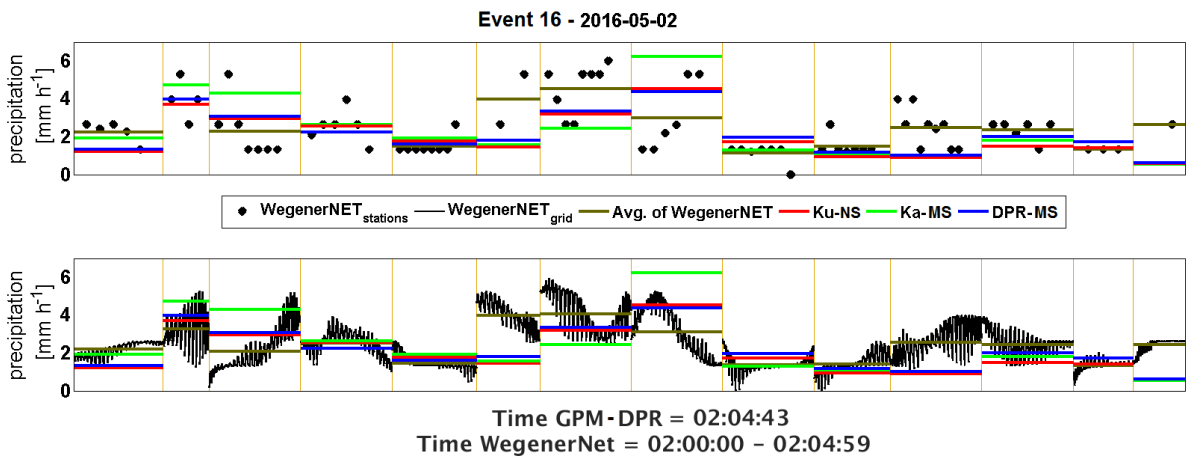 Event 16 - 2016-05-02
precipitation
[mm h-1]
6
4
2
0
WegenerNETstations
WegenerNETgrid
Avg. of WegenerNET
Ku-NS
Ka-MS
DPR-MS
precipitation
[mm h-1]
6
4
2
0
Time GPM-DPR = 02:04:43
Time WegenerNet = 02:00:00 - 02:04:59